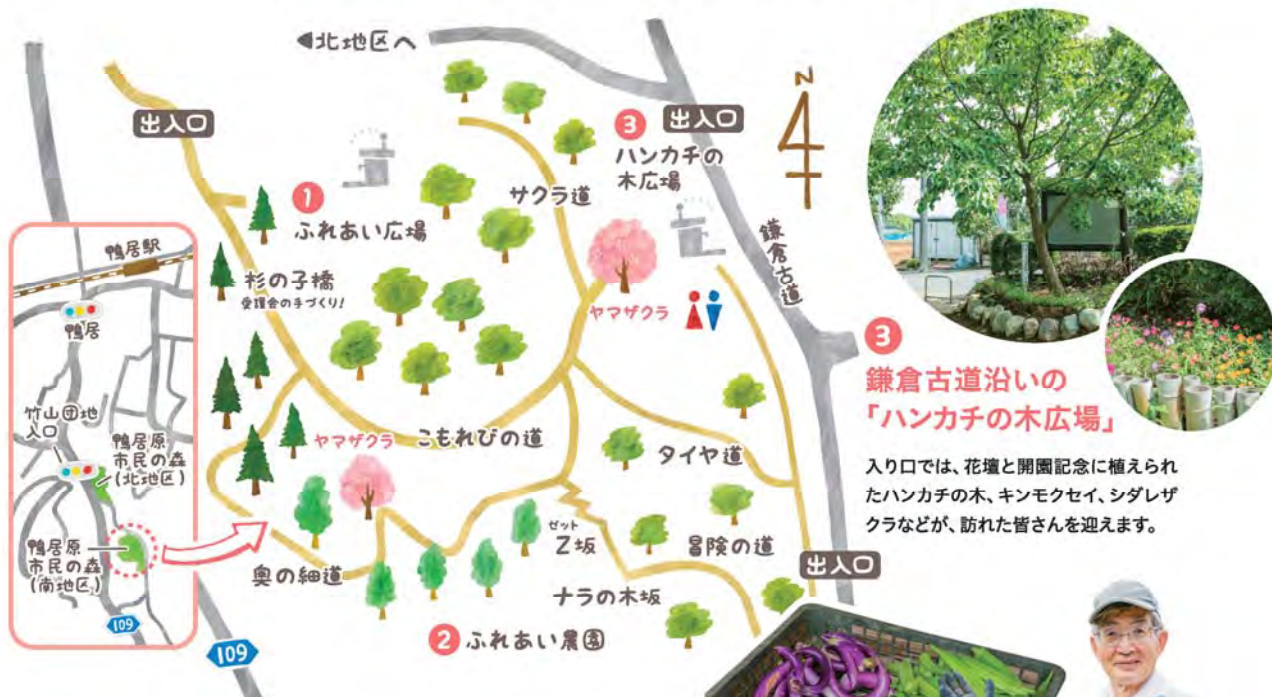 ◀北地区へ
出入口
3
出入口
ハンカチの
木広場
N
1
ふれあい広場
サクラ道
鎌倉古道
杉の子橋
愛護会の手づくり!
ヤマザクラ
鴨居駅
鴨居
竹山団地
入口
鴨居原
市民の森
(北地区)
鴨居原
市民の森
(南地区)
109
109
ヤマザクラ
こもれびの道
タイヤ道
ゼット
Z坂
冒険の道
奥の細道
ナラの木坂
出入口
2
ふれあい農園
3
鎌倉古道沿いの
「ハンカチの木広場」
入り口では、花壇と開園記念に植えられ
たハンカチの木、キンモクセイ、シダレザ
クラなどが、訪れた皆さんを迎えます。